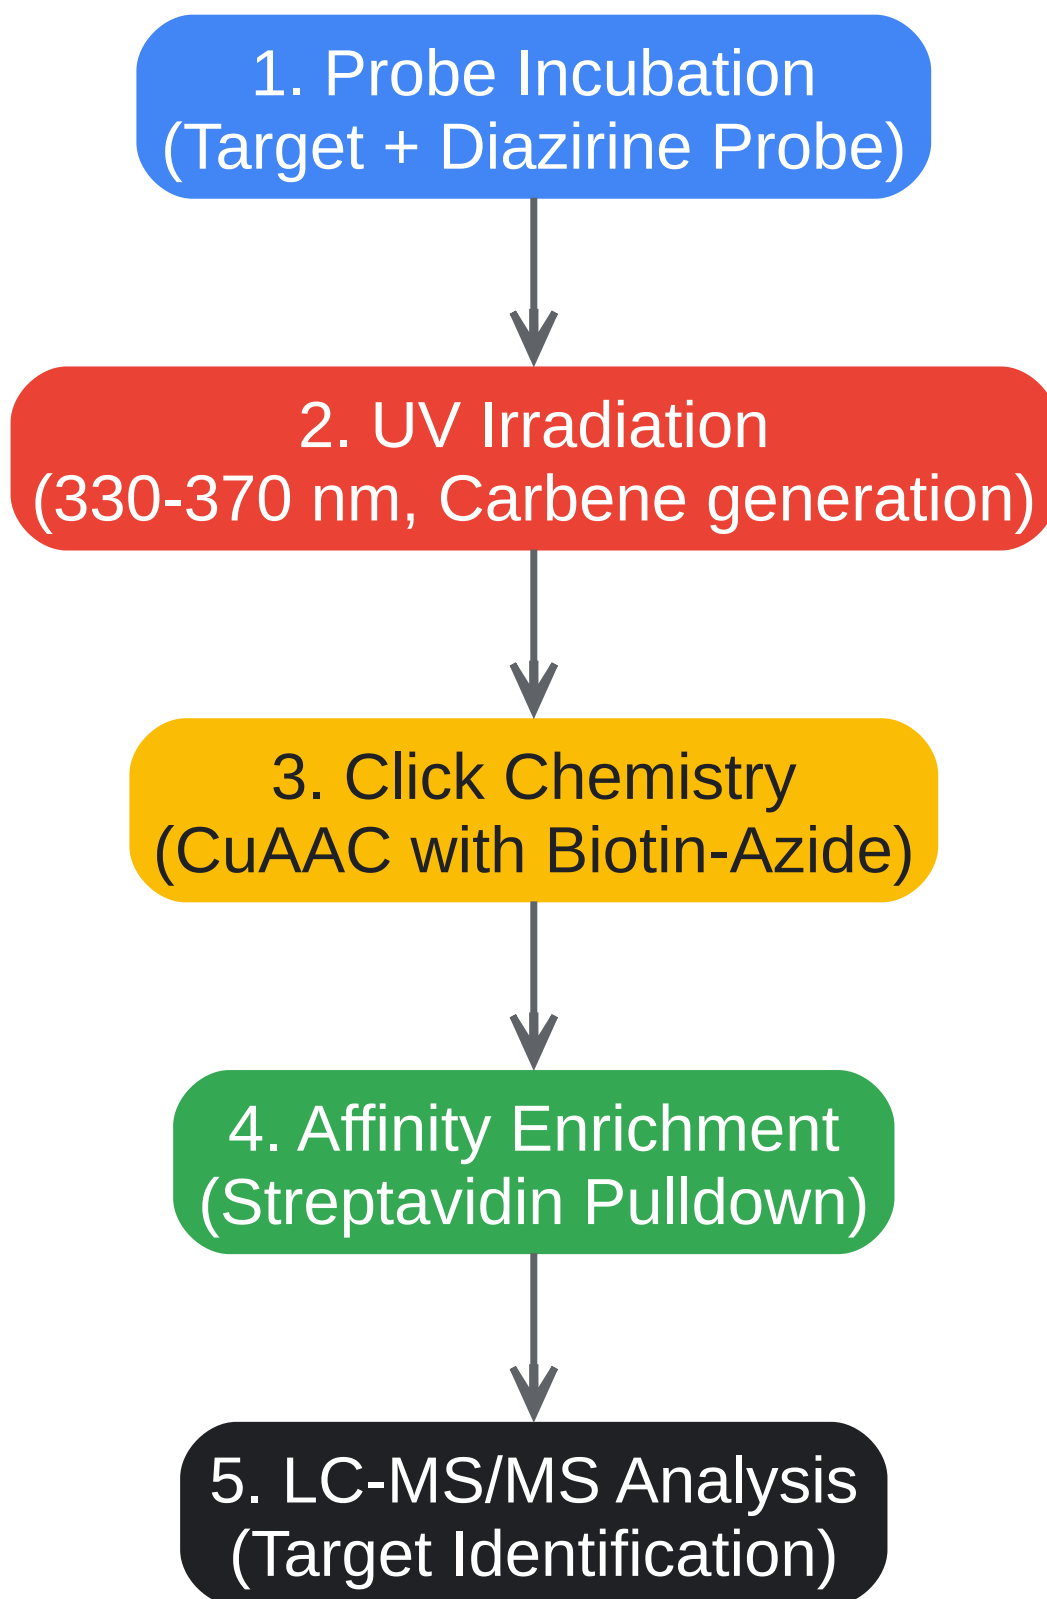 1. Probe Incubation
(Target + Diazirine Probe)
2. UV Irradiation
(330-370 nm, Carbene generation)
3. Click Chemistry
(CuAAC with Biotin-Azide)
4. Affinity Enrichment
(Streptavidin Pulldown)
5. LC-MS/MS Analysis
(Target Identification)